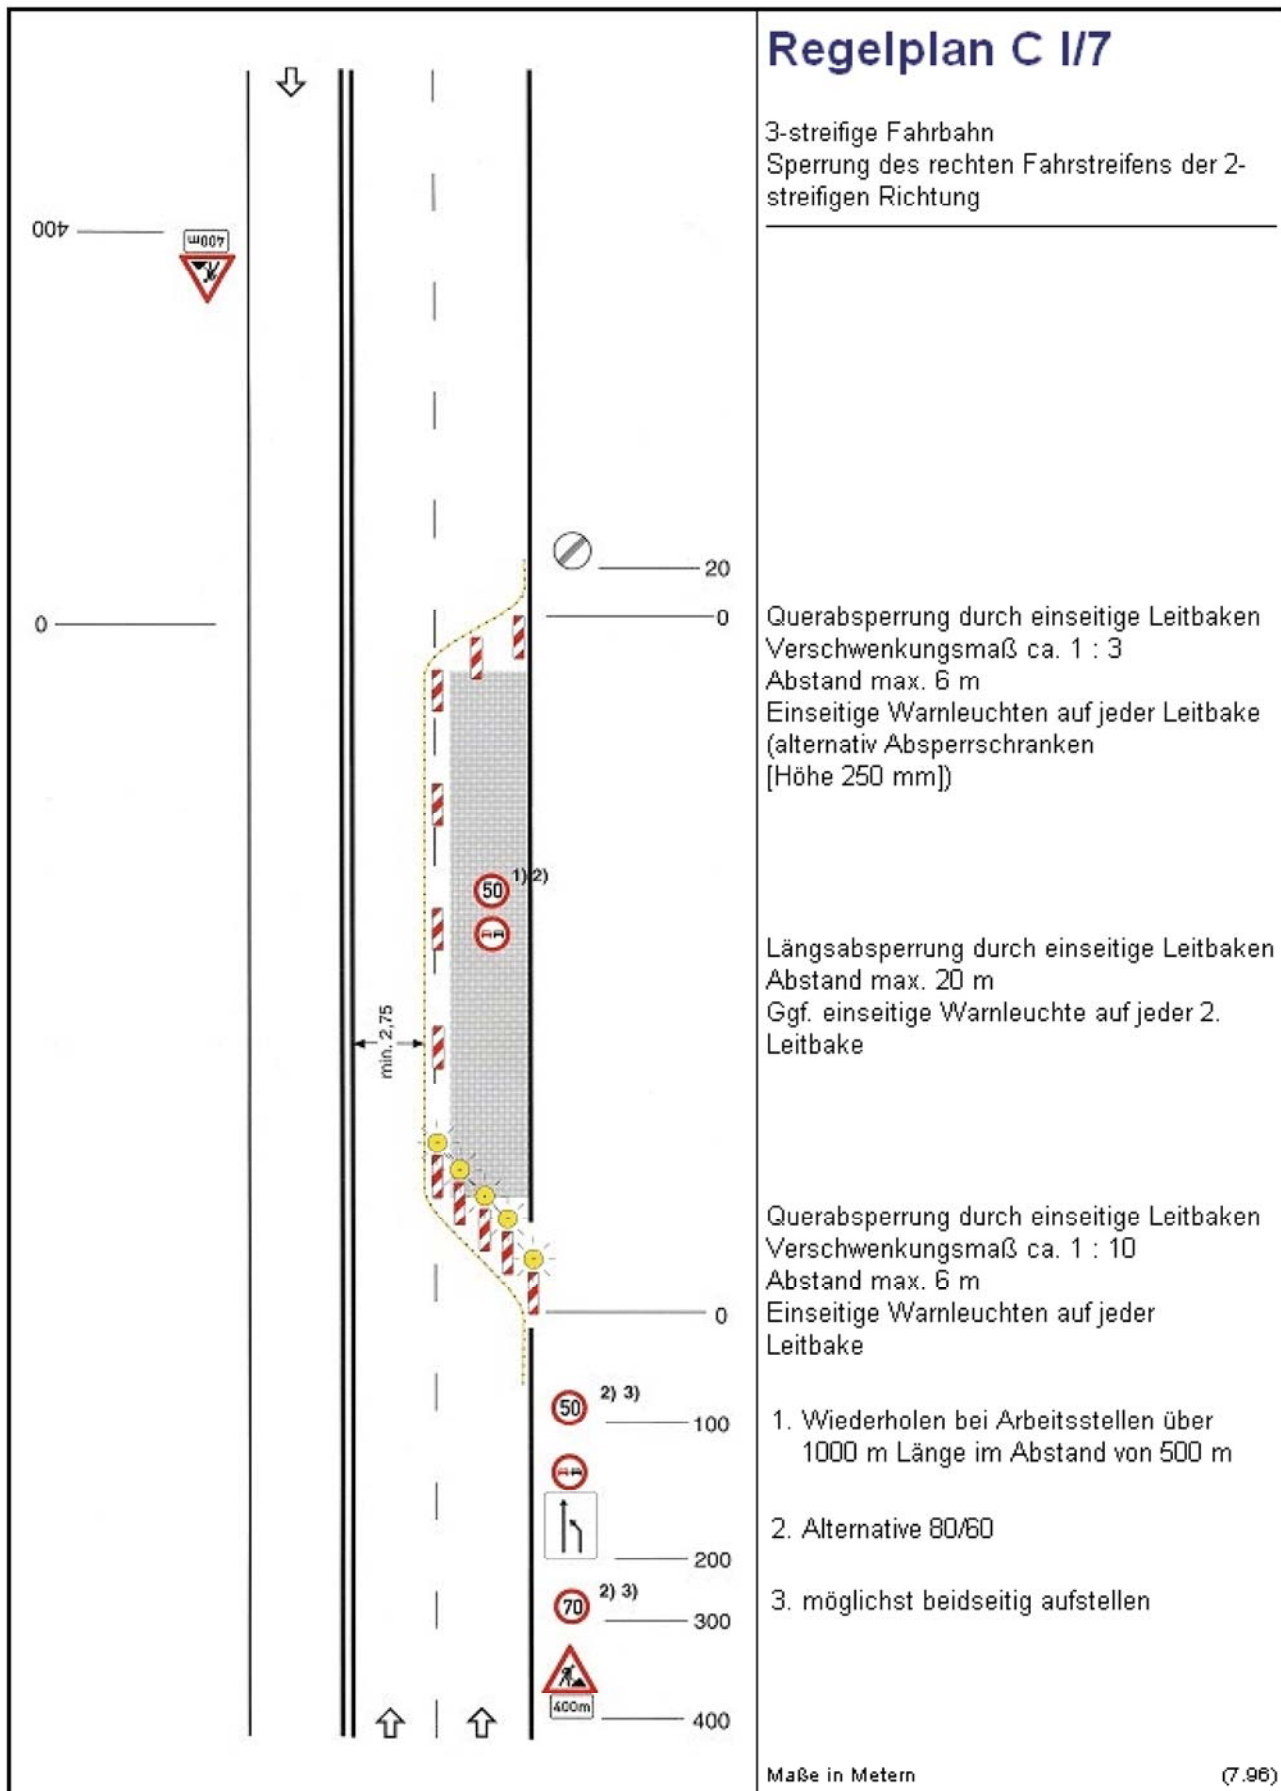 Regelplan C I/7
3-streifige Fahrbahn
Sperrung des rechten Fahrstreifens der 2-
streifigen Richtung
400
400m
20
0
0
Querabsperrung durch einseitige Leitbaken
Verschwenkungsmaß ca. 1 : 3
Abstand max. 6 m
Einseitige Warnleuchten auf jeder Leitbake
(alternativ Absperrschranken
[Höhe 250 mm])
50 1) 2)
Längsabsperrung durch einseitige Leitbaken
Abstand max. 20 m
Ggf. einseitige Warnleuchte auf jeder 2.
Leitbake
min. 2,75
Querabsperrung durch einseitige Leitbaken
Verschwenkungsmaß ca. 1 : 10
Abstand max. 6 m
Einseitige Warnleuchten auf jeder
Leitbake
0
50 2) 3)
100
200
70 2) 3)
300
400m
400
1. Wiederholen bei Arbeitsstellen über
1000 m Länge im Abstand von 500 m
2. Alternative 80/60
3. möglichst beidseitig aufstellen
Maße in Metern (7.96)